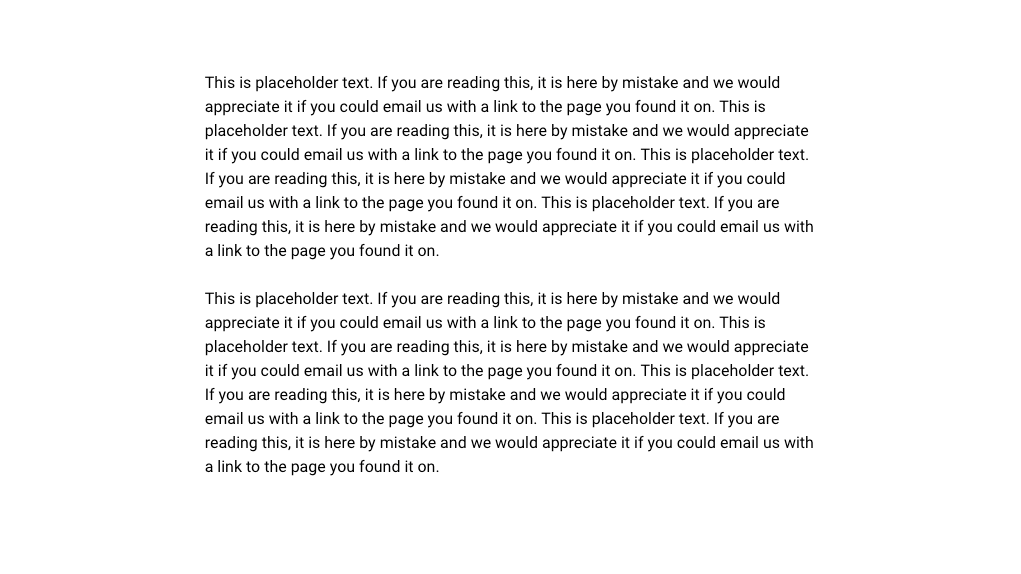 This is placeholder text. If you are reading this, it is here by mistake and we would
appreciate it if you could email us with a link to the page you found it on. This is
placeholder text. If you are reading this, it is here by mistake and we would appreciate
it if you could email us with a link to the page you found it on. This is placeholder text.
If you are reading this, it is here by mistake and we would appreciate it if you could
email us with a link to the page you found it on. This is placeholder text. If you are
reading this, it is here by mistake and we would appreciate it if you could email us with
a link to the page you found it on.

This is placeholder text. If you are reading this, it is here by mistake and we would
appreciate it if you could email us with a link to the page you found it on. This is
placeholder text. If you are reading this, it is here by mistake and we would appreciate
it if you could email us with a link to the page you found it on. This is placeholder text.
If you are reading this, it is here by mistake and we would appreciate it if you could
email us with a link to the page you found it on. This is placeholder text. If you are
reading this, it is here by mistake and we would appreciate it if you could email us with
a link to the page you found it on.